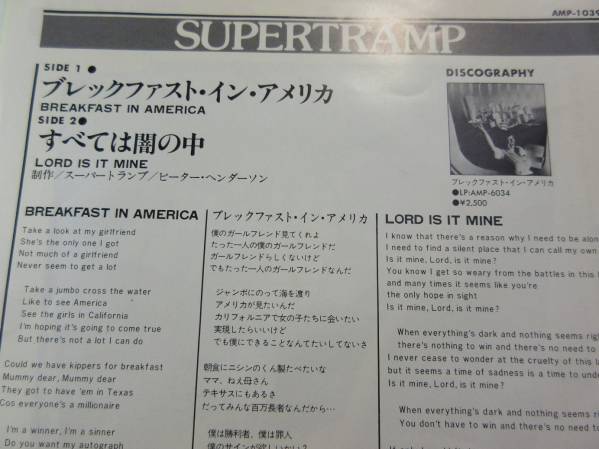 AMP-1039
SUPERTRAMP
SIDE 1 ●
ブレックファスト・イン・アメリカ
BREAKFAST IN AMERICA
SIDE 2●
すべては闇の中
LORD IS IT MINE
制作/スーパートランプ/ピーター・ヘンダーソン
DISCOGRAPHY
ブレックファスト・イン・アメリカ
●LP:AMP-6034
●¥2,500
BREAKFAST IN AMERICA
Take a look at my girlfriend
She's the only one I got
Not much of a girlfriend
Never seem to get a lot
Take a jumbo cross the water
Like to see America
See the girls in California
I'm hoping it's going to come true
But there's not a lot I can do
Could we have kippers for breakfast
Mummy dear, Mummy dear
They got to have 'em in Texas
Cos everyone's a millionaire
I'm a winner, I'm a sinner
Do you want my autograph
ブレックファスト・イン・アメリカ
僕のガールフレンド見てくれよ
たった一人の僕のガールフレンドだ
ガールフレンドらしくないけど
でもたった一人のガールフレンドなんだ
ジャンボにのって海を渡り
アメリカが見たいんだ
カリフォルニアで女の子たちに会いたい
実現したらいいけど
でも僕にできることなんてたいしてないさ
朝食にニシンのくん製たべたいな
ママ、ねえ母さん
テキサスにもあるさ
だってみんな百万長者なんだから…
僕は勝利者、僕は罪人
僕のサインが欲しいかい?
LORD IS IT MINE
I know that there's a reason why I need to be alon
I need to find a silent place that I can call my own
Is it mine, Lord, is it mine?
You know I get so weary from the battles in this l
and many times it seems like you're
the only hope in sight
Is it mine, Lord, is it mine?
When everything's dark and nothing seems righ
there's nothing to win and there's no need to
I never cease to wonder at the cruelty of this la
but it seems a time of sadness is a time to unde
Is it mine, Lord, is it mine?
When everything's dark and nothing seems ri
You don't have to win and there's no need to